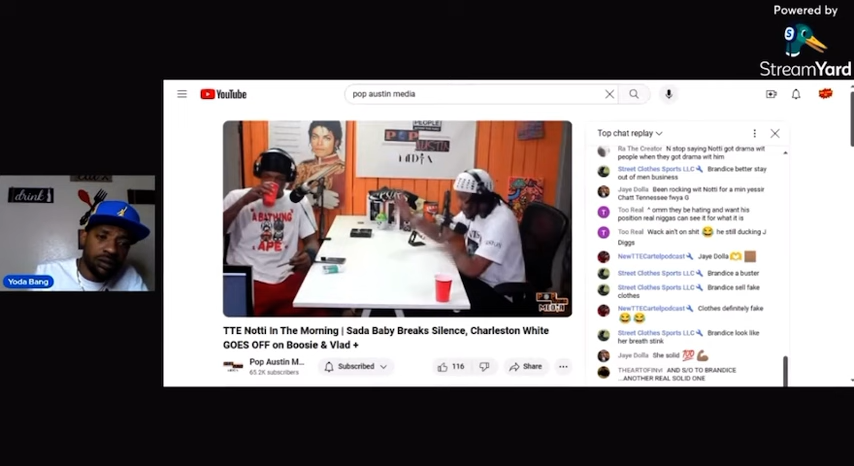 Powered by
StreamYard
YouTube
pop austin media
PEOPLE
POP
AUSTIN
MEDIA
A BATHING
APE
POP
MEDIA
drink
Yoda Bang
TTE Notti In The Morning | Sada Baby Breaks Silence, Charleston White
GOES OFF on Boosie & Vlad +
Pop Austin M...
65.2K subscribers
Subscribed
116
Share
Top chat replay
Ra The Creator N stop saying Notti got drama wit
people when they got drama wit him
Street Clothes Sports LLC Brandice better stay
out of men business
Jaye Dolla Been rocking wit Notti for a min yessir
Chatt Tennessee fwya G
Too Real * omm they be hating and want his
position real niggas can see it for what it is
Too Real Wack ain't on shit 😂 he still ducking J
Diggs
NewTTECartelpodcast Jaye Dolla 🫶🏾
Street Clothes Sports LLC Brandice a buster
Street Clothes Sports LLC Brandice sell fake
clothes
NewTTECartelpodcast Clothes definitely fake
😂😂
Street Clothes Sports LLC Brandice look like
her breath stink
Jaye Dolla She solid 💯💪🏾
THEARTOFINVI AND S/O TO BRANDICE
...ANOTHER REAL SOLID ONE